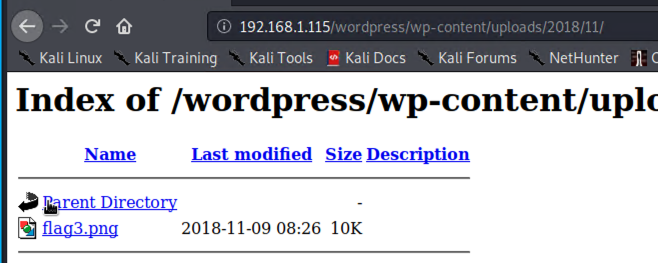 192.168.1.115/wordpress/wp-content/uploads/2018/11/
Kali Linux Kali Training Kali Tools Kali Docs Kali Forums NetHunter
Index of /wordpress/wp-content/uplo
Name Last modified Size Description
Parent Directory -
flag3.png 2018-11-09 08:26 10K